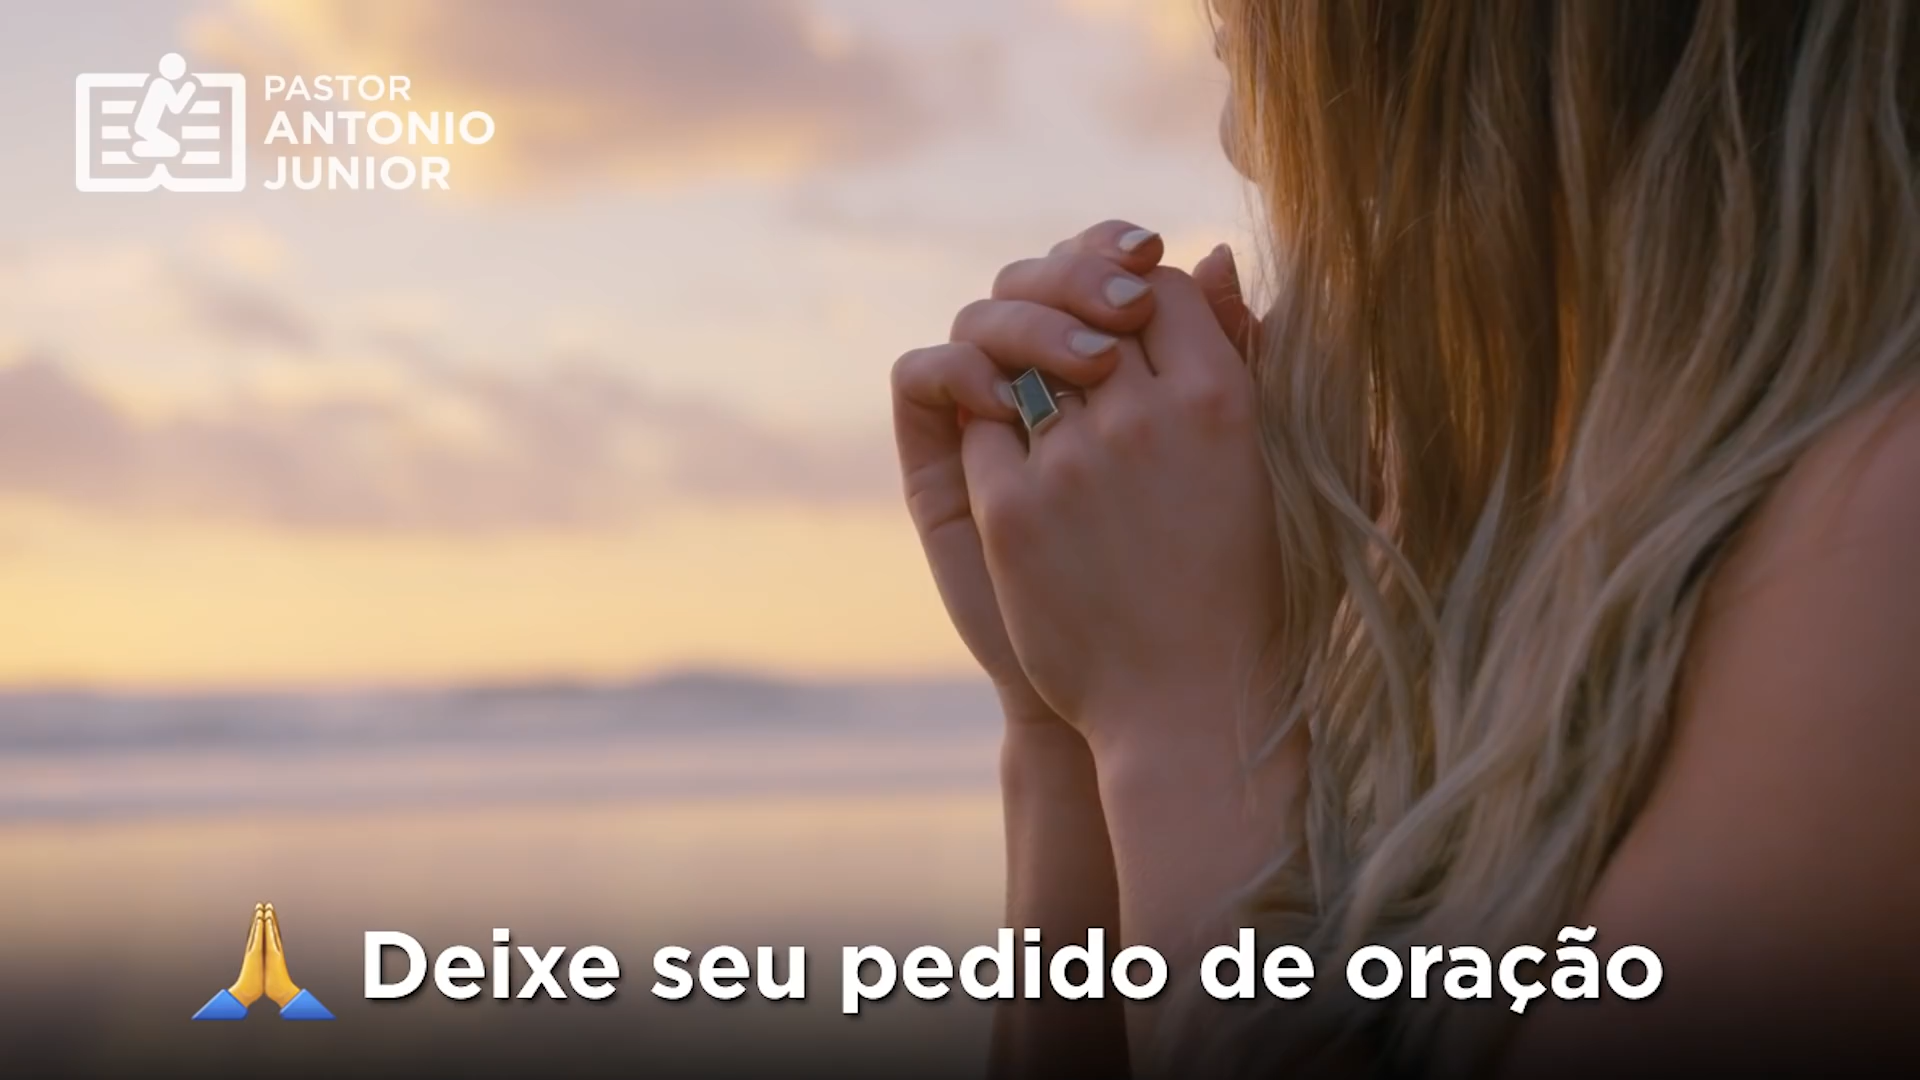 PASTOR
ANTONIO
JUNIOR
🙏 Deixe seu pedido de oração